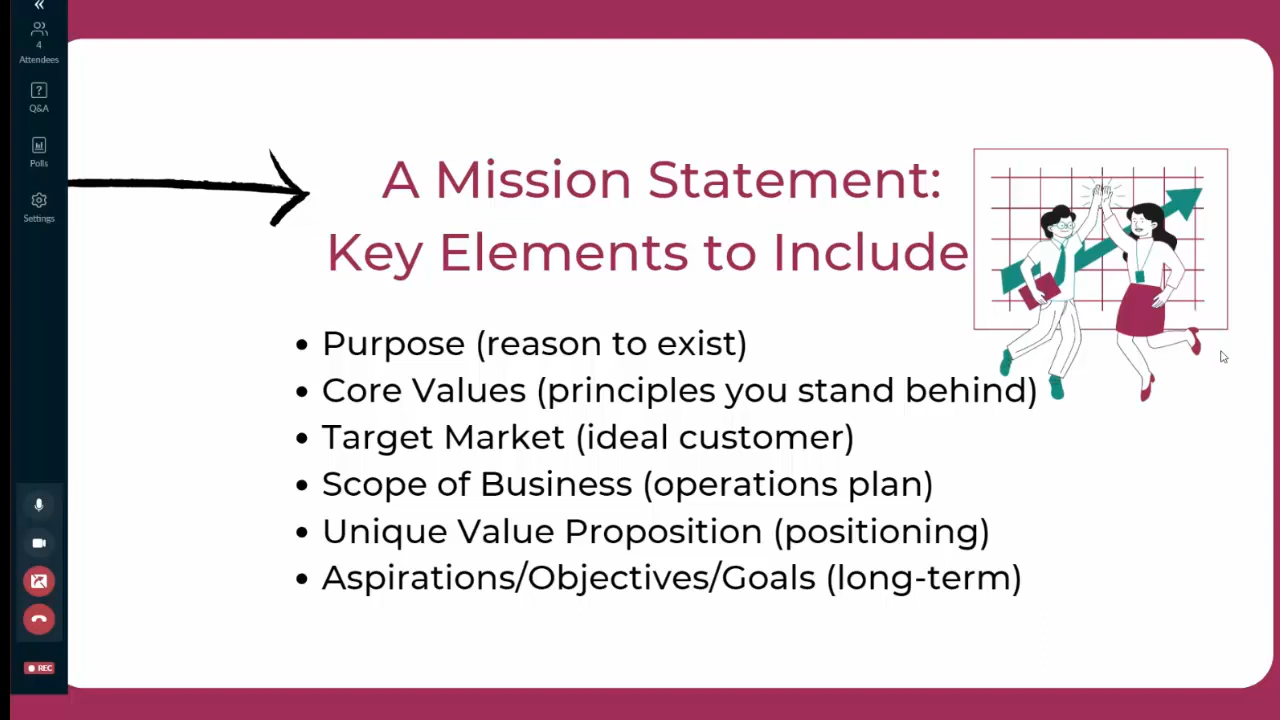 4
Attendees
Q&A
Polls
Settings
REC
A Mission Statement:
Key Elements to Include
• Purpose (reason to exist)
• Core Values (principles you stand behind)
• Target Market (ideal customer)
• Scope of Business (operations plan)
• Unique Value Proposition (positioning)
• Aspirations/Objectives/Goals (long-term)